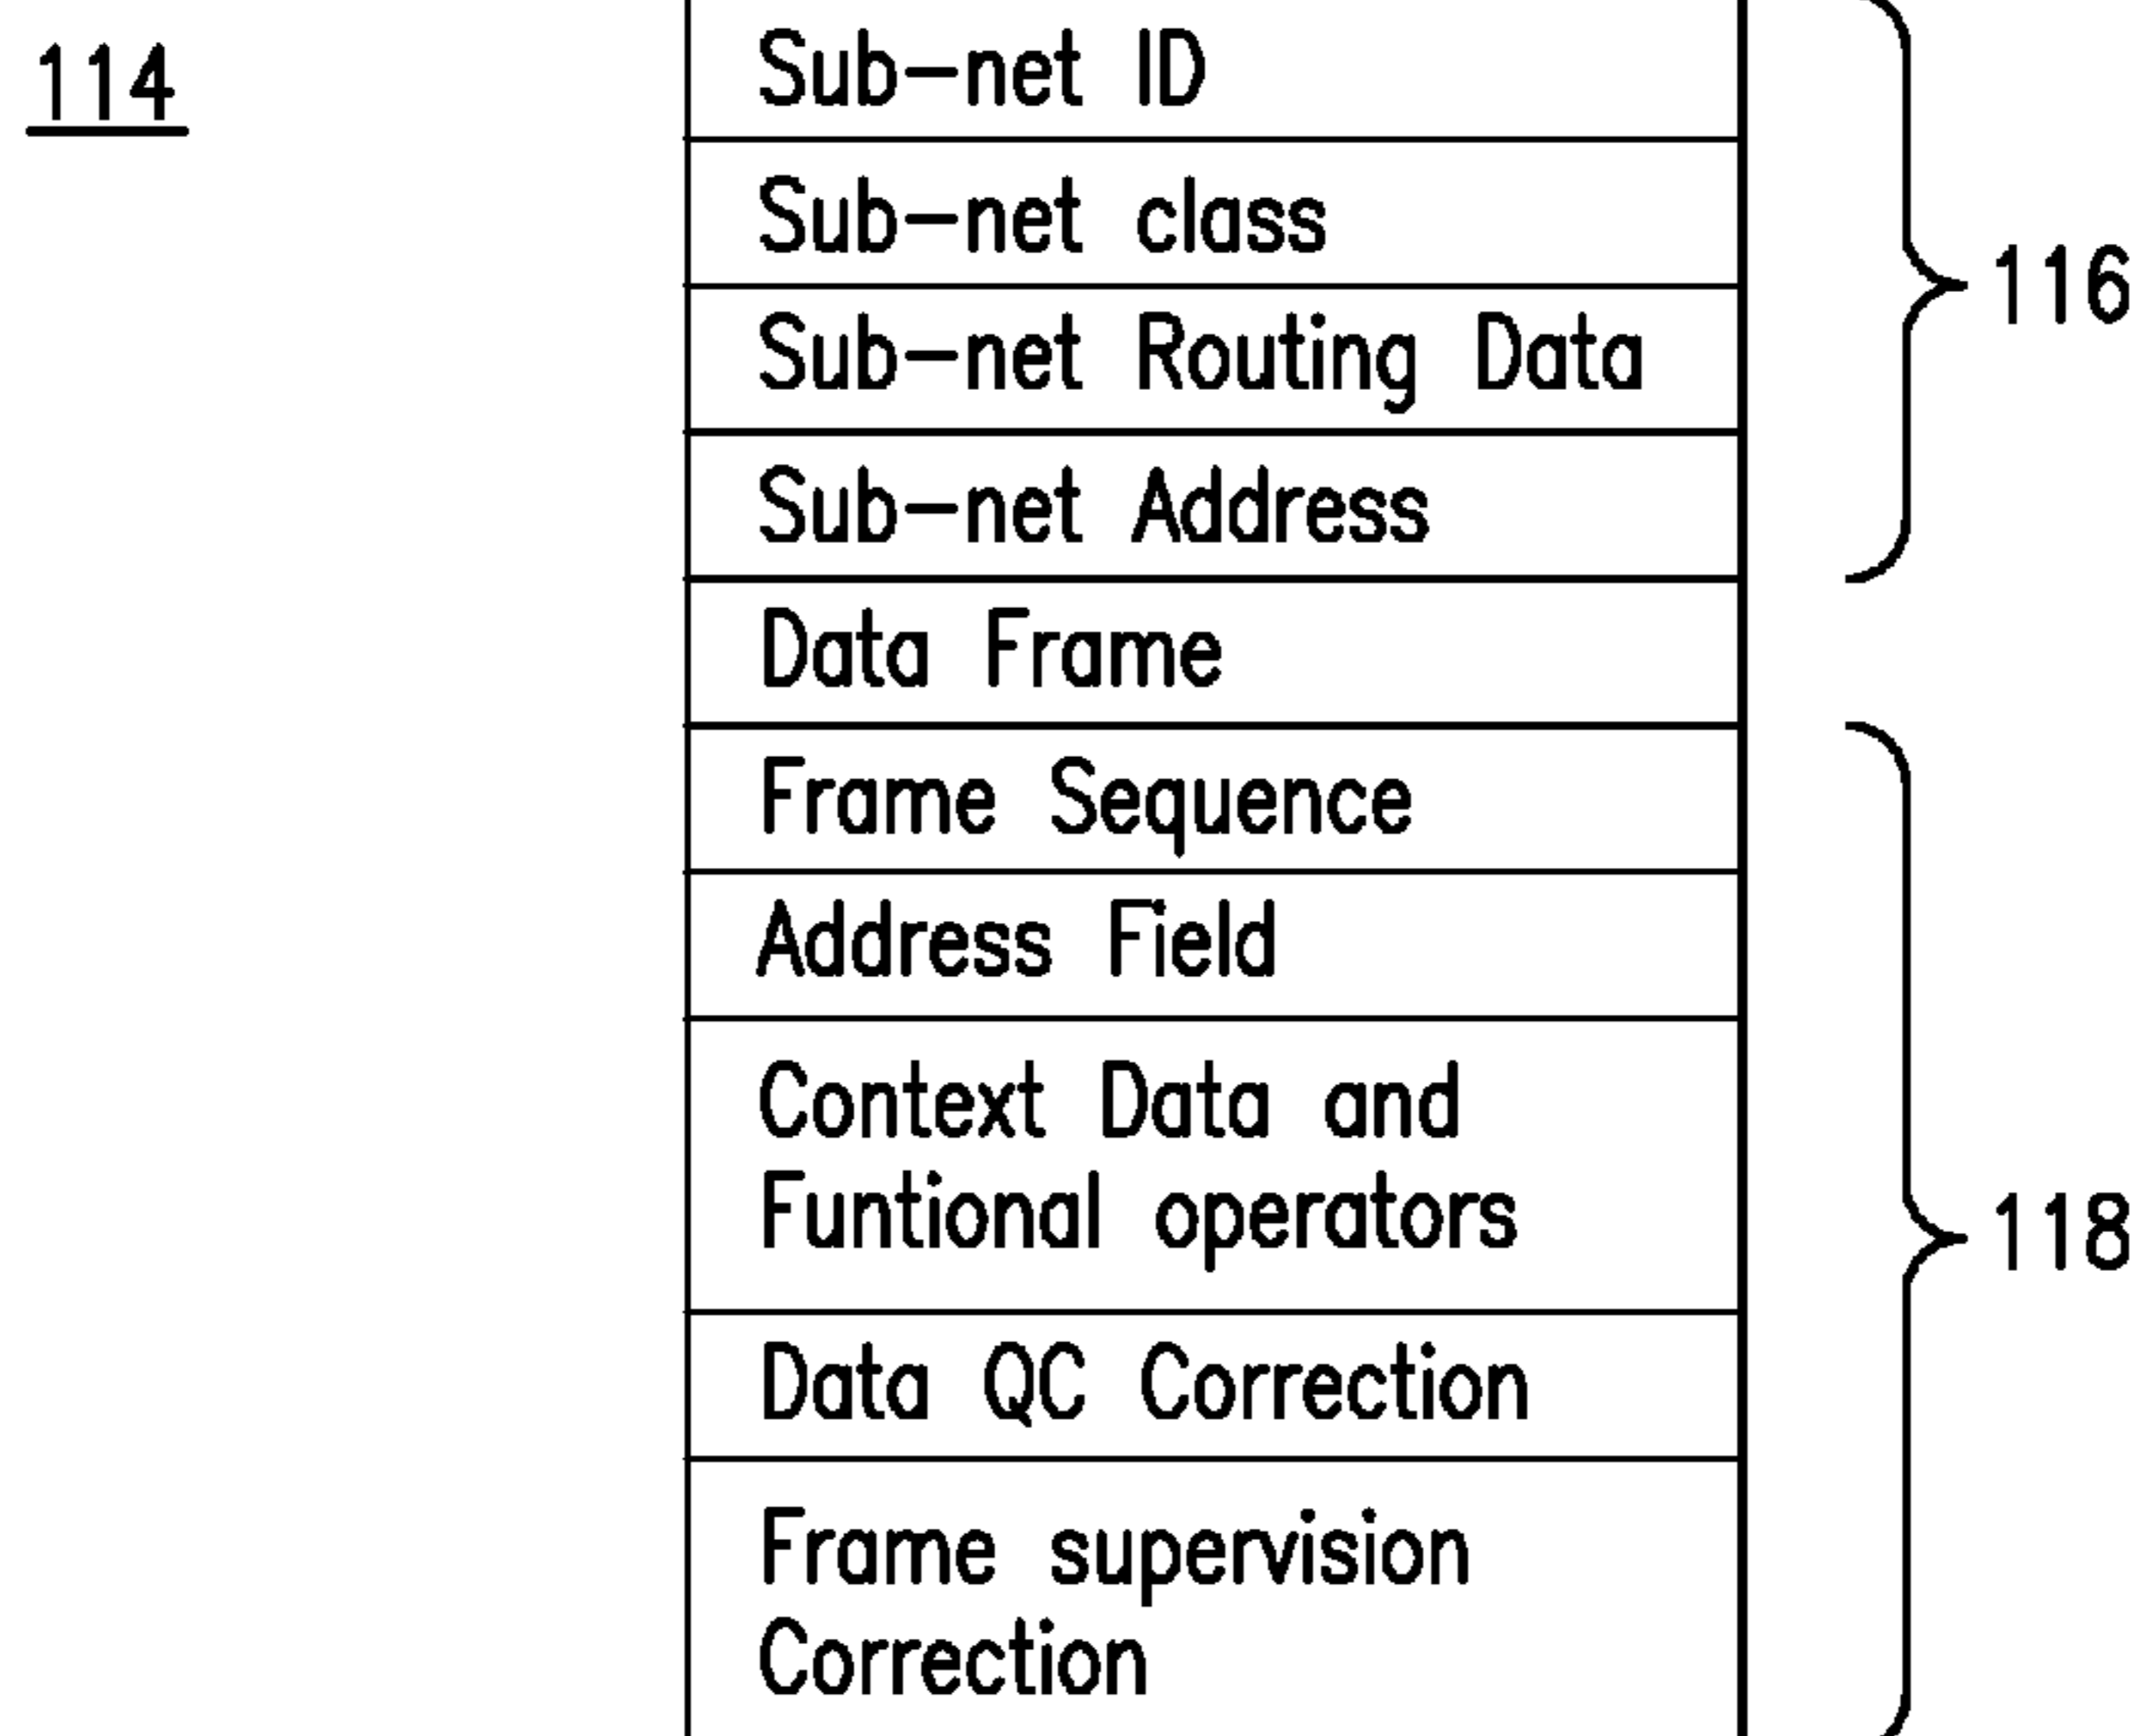 114
Sub-net ID
Sub-net class
Sub-net Routing Data
Sub-net Address
116
Data Frame
Frame Sequence
Address Field
Context Data and
Funtional operators
Data QC Correction
Frame supervision
Correction
118